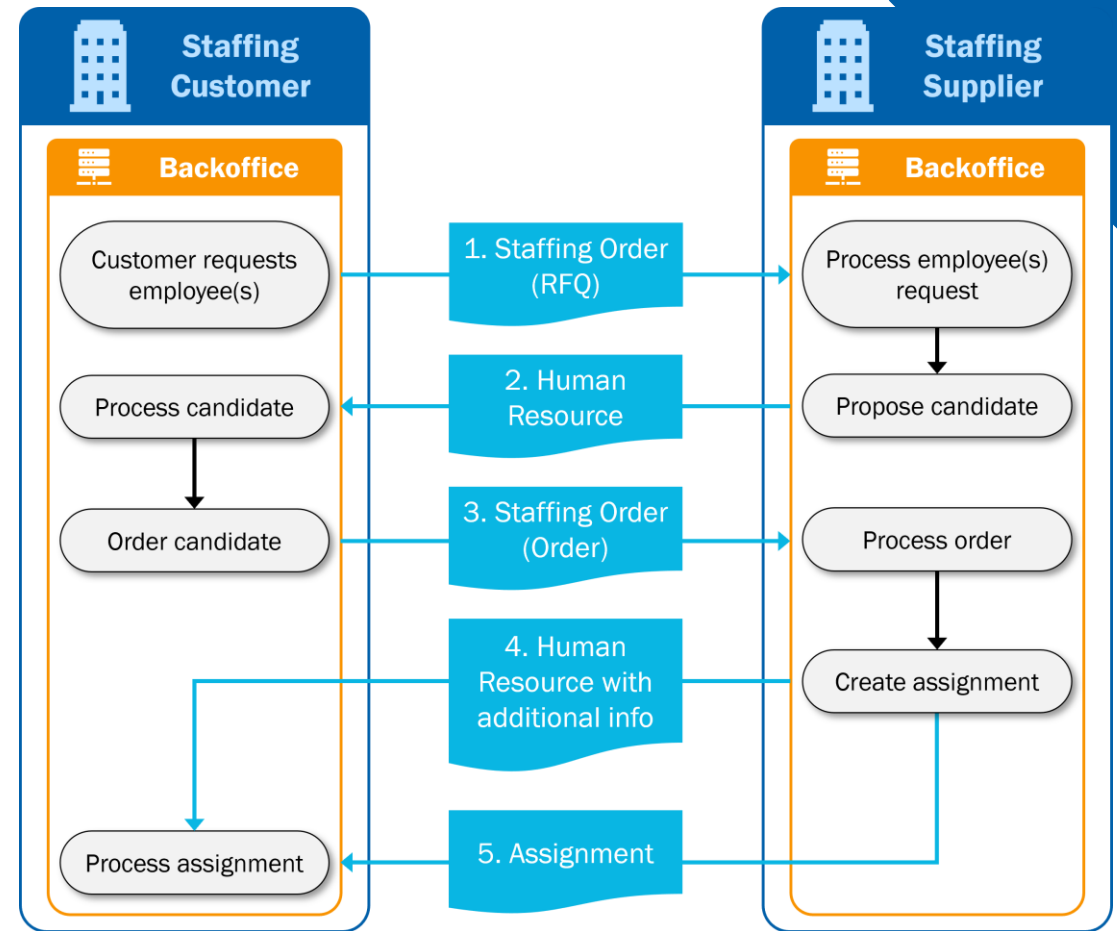 Staffing
Customer
Staffing
Supplier
Backoffice
Backoffice
Customer requests
employee(s)
1. Staffing Order
(RFQ)
Process employee(s)
request
Process candidate
2. Human
Resource
Propose candidate
Order candidate
3. Staffing Order
(Order)
Process order
4. Human
Resource with
additional info
Create assignment
Process assignment
5. Assignment